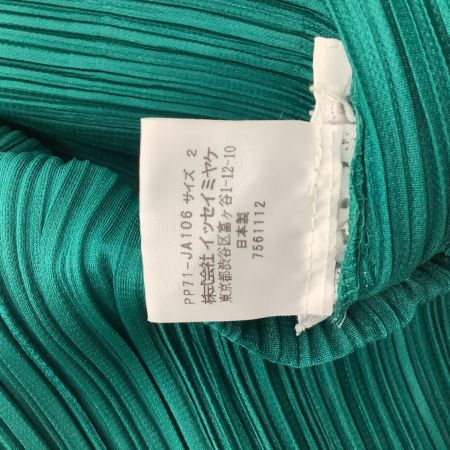 PP71-JA106 サイズ 2
株式会社 イッセイミヤケ
東京都渋谷区富ヶ谷1-12-10
日本製
7561112